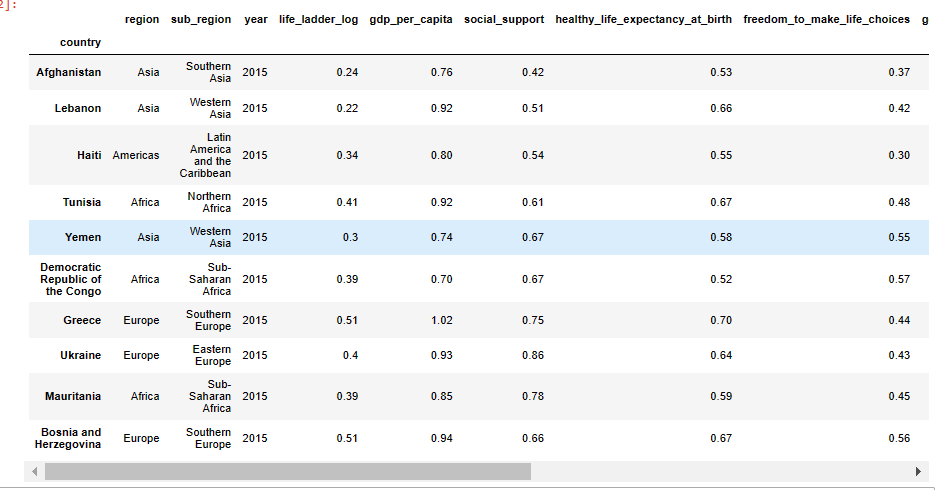 2]:
region sub_region year life_ladder_log gdp_per_capita social_support healthy_life_expectancy_at_birth freedom_to_make_life_choices g
country
Afghanistan Asia Southern Asia 2015 0.24 0.76 0.42 0.53 0.37
Lebanon Asia Western Asia 2015 0.22 0.92 0.51 0.66 0.42
Haiti Americas Latin America and the Caribbean 2015 0.34 0.80 0.54 0.55 0.30
Tunisia Africa Northern Africa 2015 0.41 0.92 0.61 0.67 0.48
Yemen Asia Western Asia 2015 0.3 0.74 0.67 0.58 0.55
Democratic Republic of the Congo Africa Sub-Saharan Africa 2015 0.39 0.70 0.67 0.52 0.57
Greece Europe Southern Europe 2015 0.51 1.02 0.75 0.70 0.44
Ukraine Europe Eastern Europe 2015 0.4 0.93 0.86 0.64 0.43
Mauritania Africa Sub-Saharan Africa 2015 0.39 0.85 0.78 0.59 0.45
Bosnia and Herzegovina Europe Southern Europe 2015 0.51 0.94 0.66 0.67 0.56